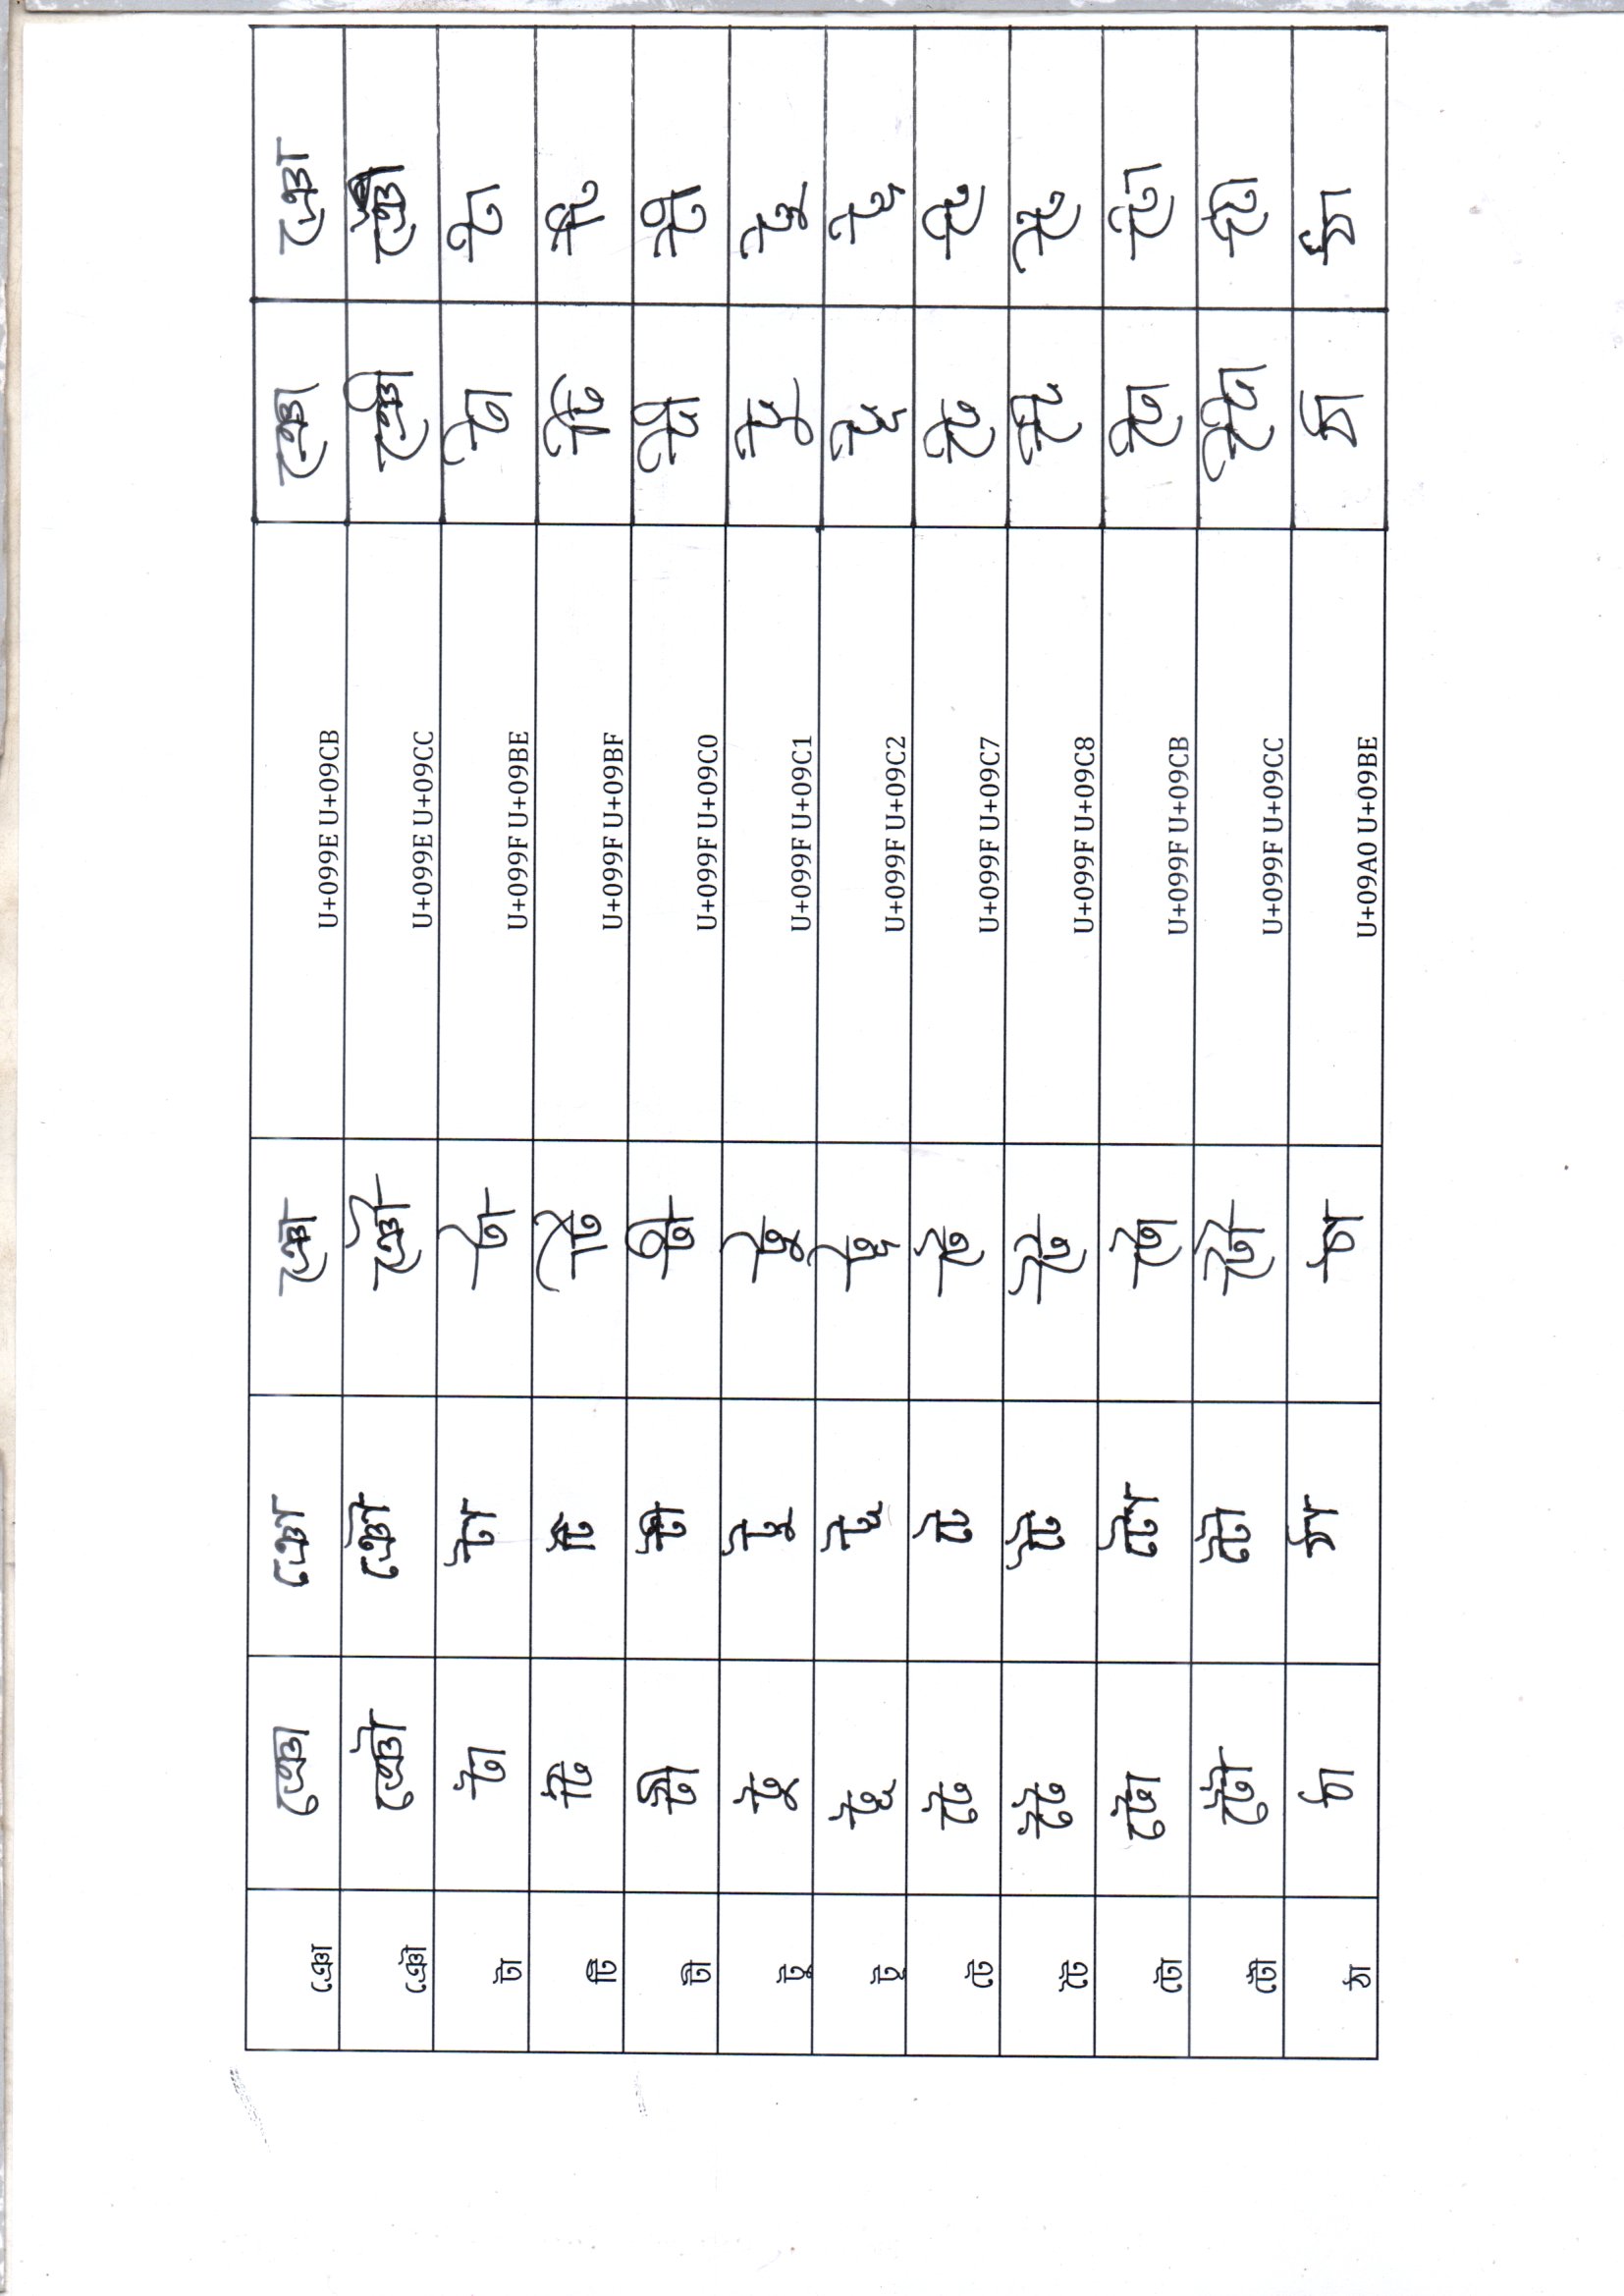 ঞো ঞো ঞো ঞো U+099E U+09CB ঞো ঞো
ঞৌ ঞৌ ঞৌ ঞৌ U+099E U+09CC ঞৌ ঞৌ
টা টা টা টা U+099F U+09BE টা টা
টি টি টি টি U+099F U+09BF টি টি
টী টী টী টী U+099F U+09C0 টী টী
টু টু টু টু U+099F U+09C1 টু টু
টূ টূ টূ টূ U+099F U+09C2 টূ টূ
টে টে টে টে U+099F U+09C7 টে টে
টৈ টৈ টৈ টৈ U+099F U+09C8 টৈ টৈ
টো টো টো টো U+099F U+09CB টো টো
টৌ টৌ টৌ টৌ U+099F U+09CC টৌ টৌ
ঠা ঠা ঠা ঠা U+09A0 U+09BE ঠা ঠা